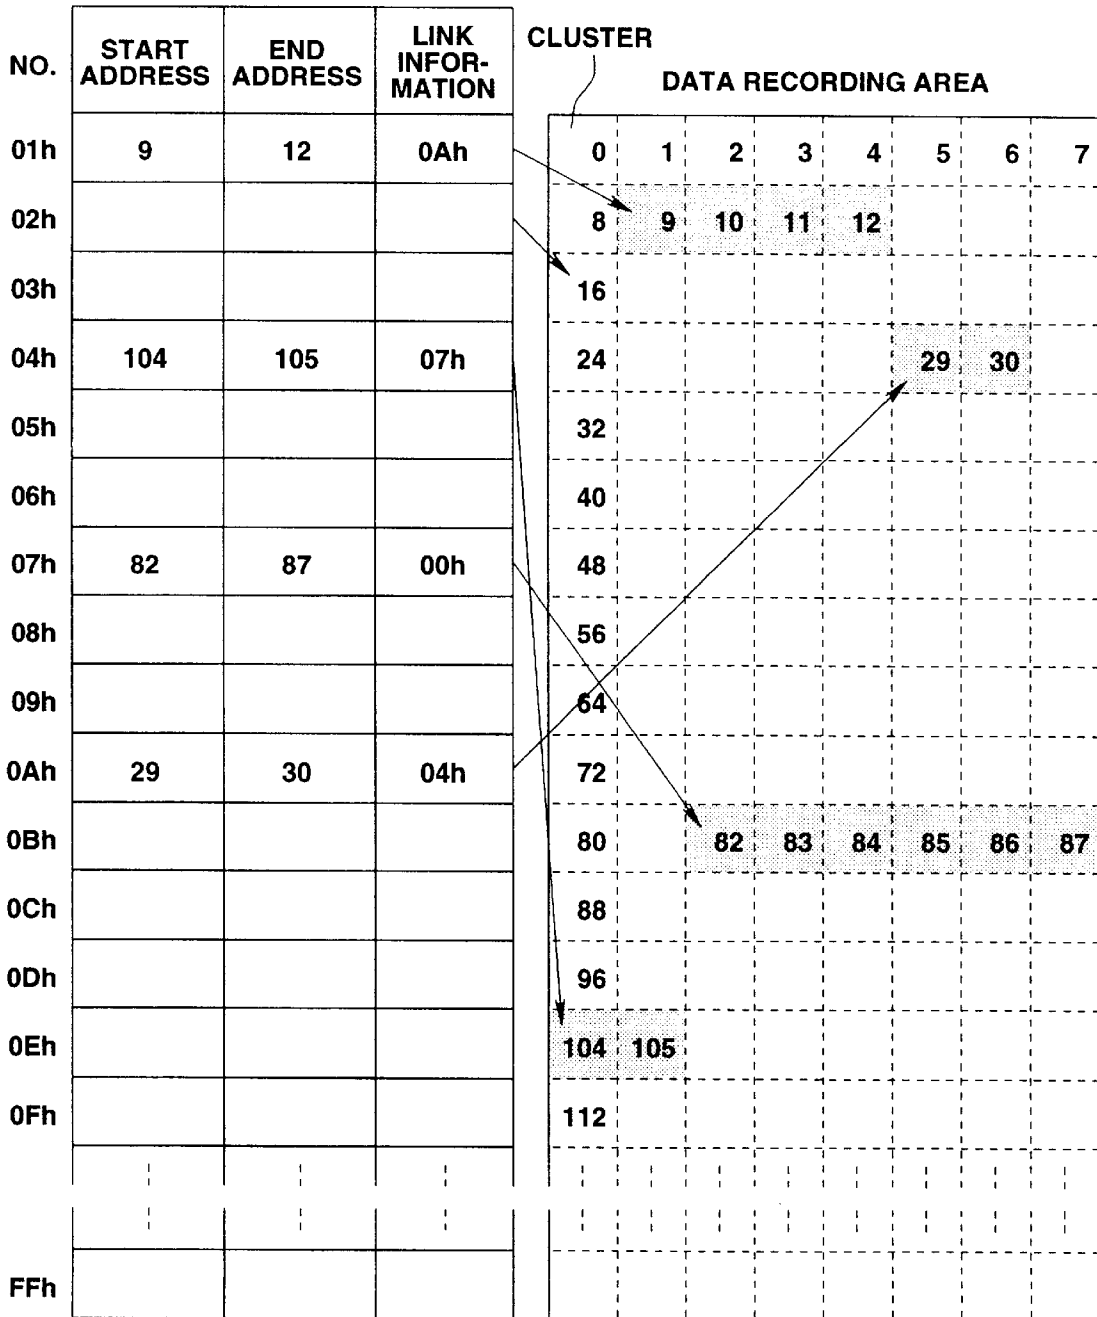 NO. START ADDRESS END ADDRESS LINK INFOR- MATION
CLUSTER
DATA RECORDING AREA
01h 9 12 0Ah 0 1 2 3 4 5 6 7
02h 8 9 10 11 12
03h 16
04h 104 105 07h 24 29 30
05h 32
06h 40
07h 82 87 00h 48
08h 56
09h 64
0Ah 29 30 04h 72
0Bh 80 82 83 84 85 86 87
0Ch 88
0Dh 96
0Eh 104 105
0Fh 112
FFh